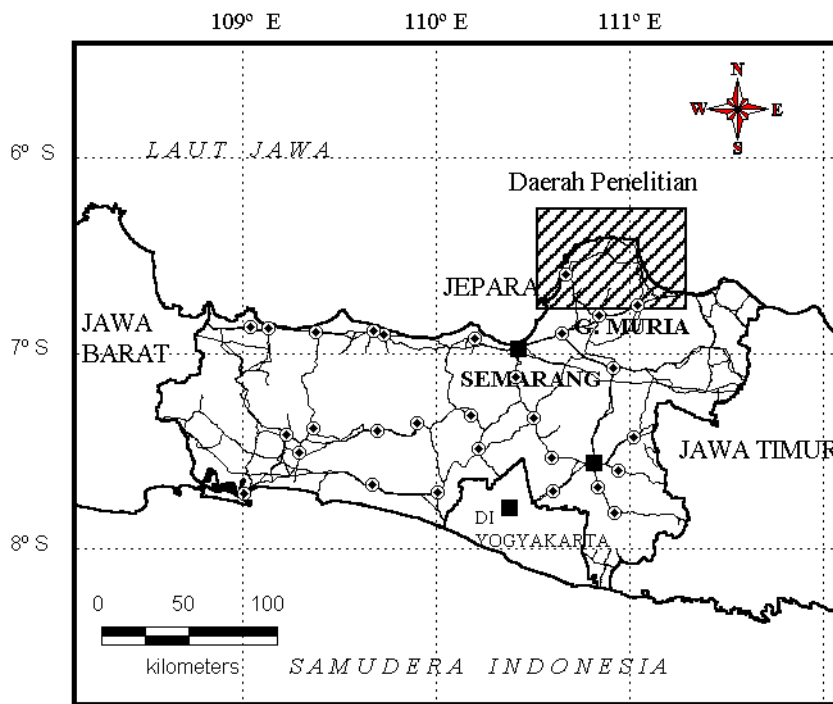 109° E 110° E 111° E
N
W E
S
6° S
LAUT JAWA
Daerah Penelitian
JEPARA
JAWA
BARAT
G. MURIA
7° S
SEMARANG
JAWA TIMUR
DI
YOGYAKARTA
8° S
0 50 100
kilometers
SAMUDERA INDONESIA